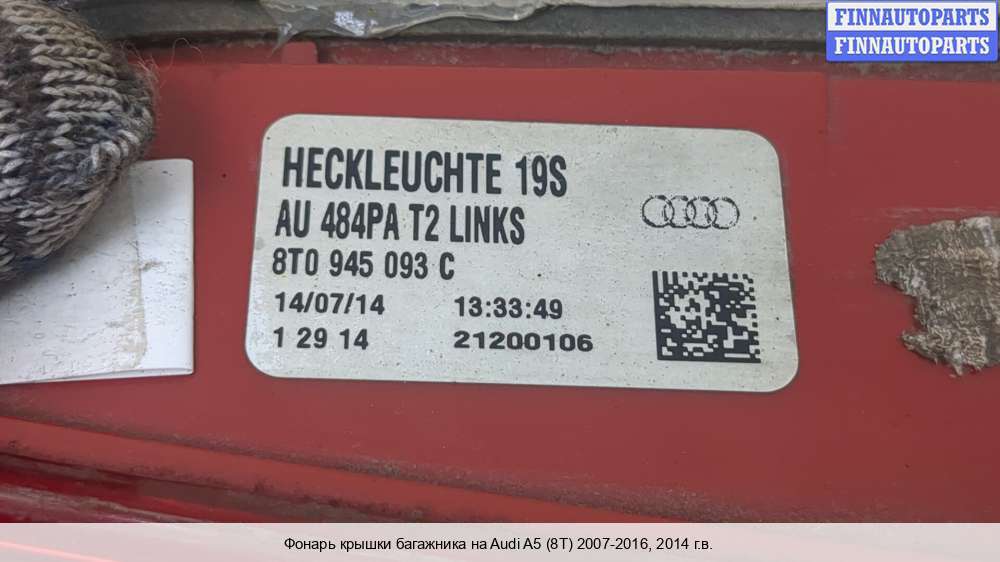 FINNAUTOPARTS
FINNAUTOPARTS
HECKLEUCHTE 19S
AU 484PA T2 LINKS
8T0 945 093 C
14/07/14 13:33:49
1 29 14 21200106
Фонарь крышки багажника на Audi A5 (8T) 2007-2016, 2014 г.в.